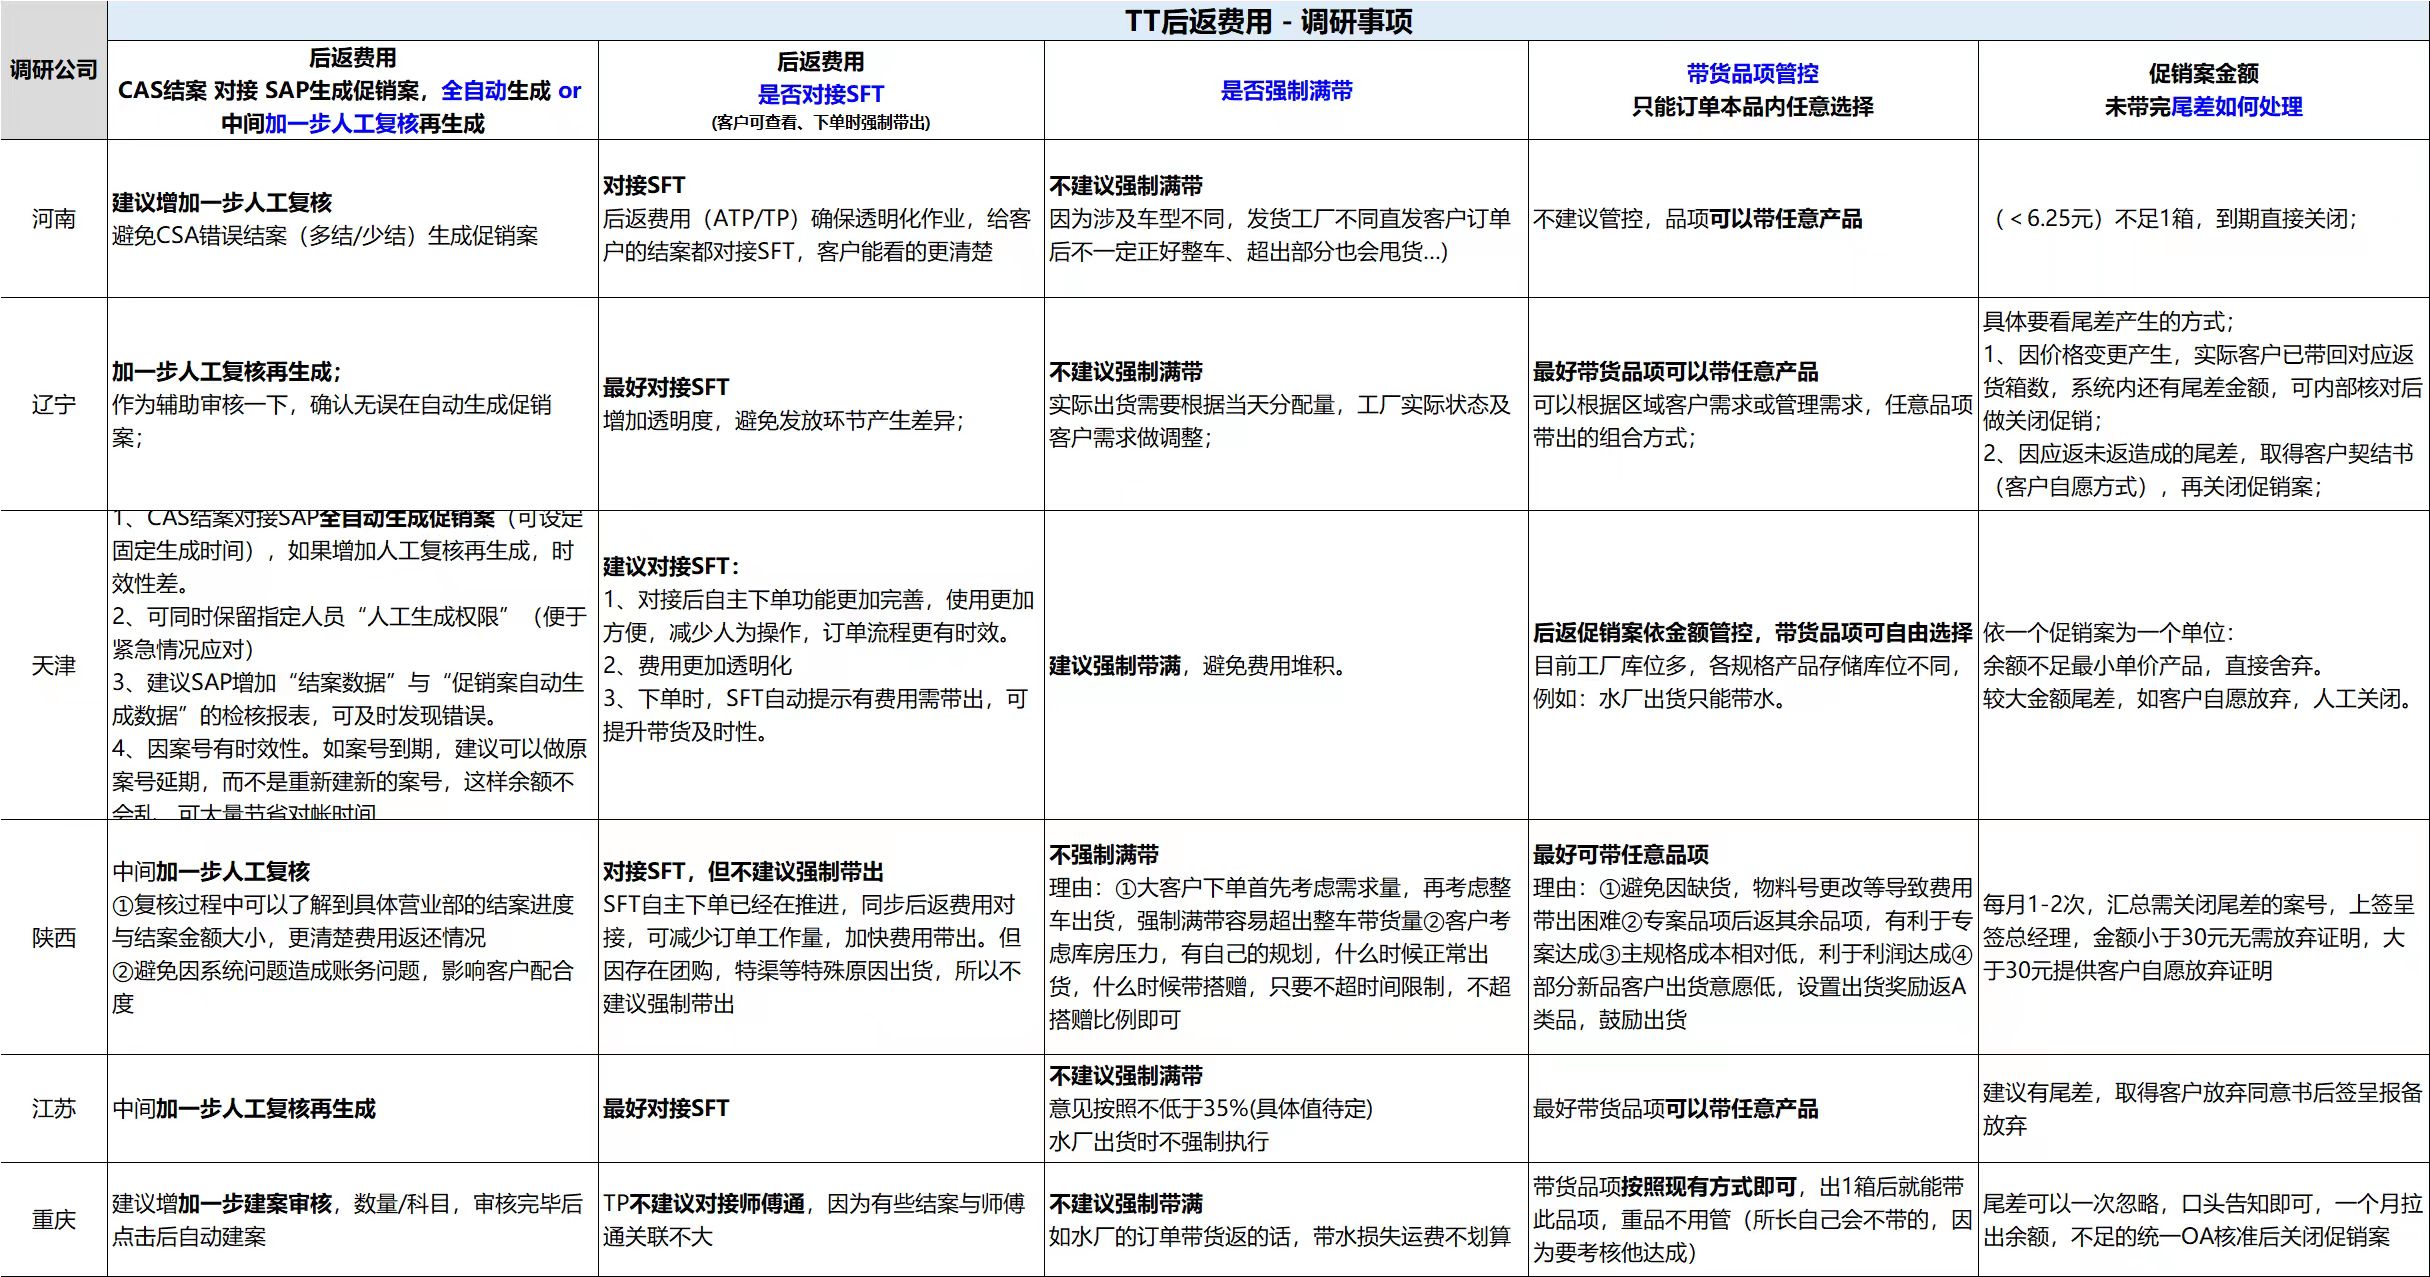 TT后返费用 - 调研事项
调研公司
后返费用
CAS结案 对接 SAP生成促销案，全自动生成 or
中间加一步人工复核再生成
后返费用
是否对接SFT
(客户可查看、下单时强制带出)
是否强制满带
带货品项管控
只能订单本品内任意选择
促销案金额
未带完尾差如何处理
河南
建议增加一步人工复核
避免CSA错误结案（多结/少结）生成促销案
对接SFT
后返费用（ATP/TP）确保透明化作业，给客
户的结案都对接SFT，客户能看的更清楚
不建议强制满带
因为涉及车型不同，发货工厂不同直发客户订单
后不一定正好整车、超出部分也会甩货...)
不建议管控，品项可以带任意产品
（＜6.25元）不足1箱，到期直接关闭；
辽宁
加一步人工复核再生成；
作为辅助审核一下，确认无误在自动生成促销
案；
最好对接SFT
增加透明度，避免发放环节产生差异；
不建议强制满带
实际出货需要根据当天分配量，工厂实际状态及
客户需求做调整；
最好带货品项可以带任意产品
可以根据区域客户需求或管理需求，任意品项
带出的组合方式；
具体要看尾差产生的方式；
1、因价格变更产生，实际客户已带回对应返
货箱数，系统内还有尾差金额，可内部核对后
做关闭促销；
2、因应返未返造成的尾差，取得客户契结书
（客户自愿方式），再关闭促销案；
天津
1、CAS结案对接SAP全自动生成促销案（可设定
固定生成时间），如果增加人工复核再生成，时
效性差。
2、可同时保留指定人员“人工生成权限”（便于
紧急情况应对）
3、建议SAP增加“结案数据”与“促销案自动生
成数据”的检核报表，可及时发现错误。
4、因案号有时效性。如案号到期，建议可以做原
案号延期，而不是重新建新的案号，这样余额不
会乱，可大量节省对帐时间
建议对接SFT：
1、对接后自主下单功能更加完善，使用更加
方便，减少人为操作，订单流程更有时效。
2、费用更加透明化
3、下单时，SFT自动提示有费用需带出，可
提升带货及时性。
建议强制带满，避免费用堆积。
后返促销案依金额管控，带货品项可自由选择
目前工厂库位多，各规格产品存储库位不同，
例如：水厂出货只能带水。
依一个促销案为一个单位：
余额不足最小单价产品，直接舍弃。
较大金额尾差，如客户自愿放弃，人工关闭。
陕西
中间加一步人工复核
①复核过程中可以了解到具体营业部的结案进度
与结案金额大小，更清楚费用返还情况
②避免因系统问题造成账务问题，影响客户配合
度
对接SFT，但不建议强制带出
SFT自主下单已经在推进，同步后返费用对
接，可减少订单工作量，加快费用带出。但
因存在团购，特渠等特殊原因出货，所以不
建议强制带出
不强制满带
理由：①大客户下单首先考虑需求量，再考虑整
车出货，强制满带容易超出整车带货量②客户考
虑库房压力，有自己的规划，什么时候正常出
货，什么时候带搭赠，只要不超时间限制，不超
搭赠比例即可
最好可带任意品项
理由：①避免因缺货，物料号更改等导致费用
带出困难②专案品项后返其余品项，有利于专
案达成③主规格成本相对低，利于利润达成④
部分新品客户出货意愿低，设置出货奖励返A
类品，鼓励出货
每月1-2次，汇总需关闭尾差的案号，上签呈
签总经理，金额小于30元无需放弃证明，大
于30元提供客户自愿放弃证明
江苏
中间加一步人工复核再生成
最好对接SFT
不建议强制满带
意见按照不低于35%(具体值待定)
水厂出货时不强制执行
最好带货品项可以带任意产品
建议有尾差，取得客户放弃同意书后签呈报备
放弃
重庆
建议增加一步建案审核，数量/科目，审核完毕后
点击后自动建案
TP不建议对接师傅通，因为有些结案与师傅
通关联不大
不建议强制带满
如水厂的订单带货返的话，带水损失运费不划算
带货品项按照现有方式即可，出1箱后就能带
此品项，重品不用管（所长自己会不带的，因
为要考核他达成）
尾差可以一次忽略，口头告知即可，一个月拉
出余额，不足的统一OA核准后关闭促销案